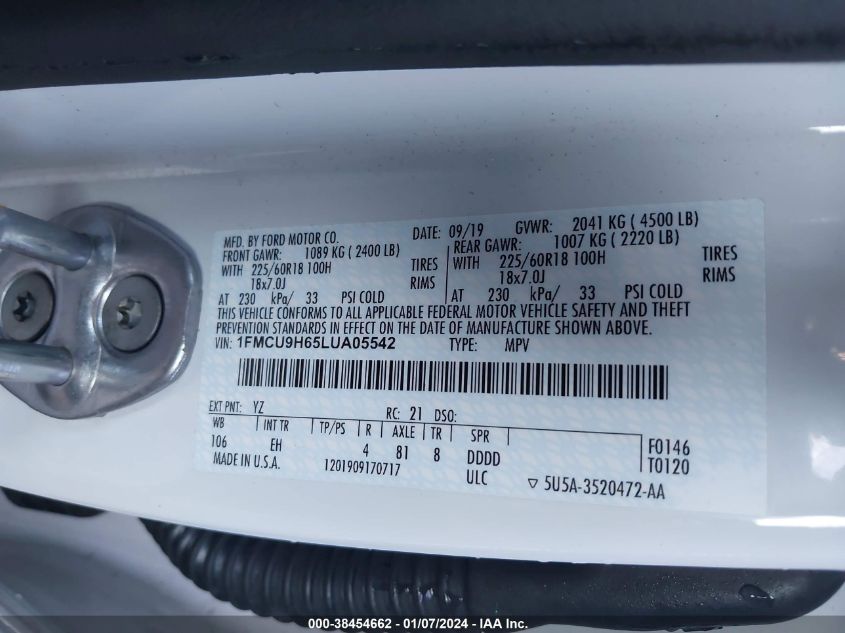 MFD. BY FORD MOTOR CO. DATE: 09/19 GVWR: 2041 KG ( 4500 LB)
FRONT GAWR: 1089 KG ( 2400 LB) REAR GAWR: 1007 KG ( 2220 LB)
WITH 225/60R18 100H TIRES WITH 225/60R18 100H TIRES
18x7.0J RIMS 18x7.0J RIMS
AT 230 kPa/ 33 PSI COLD AT 230 kPa/ 33 PSI COLD
THIS VEHICLE CONFORMS TO ALL APPLICABLE FEDERAL MOTOR VEHICLE SAFETY AND THEFT
PREVENTION STANDARDS IN EFFECT ON THE DATE OF MANUFACTURE SHOWN ABOVE.
VIN: 1FMCU9H65LUA05542 TYPE: MPV
EXT PNT: YZ RC: 21 DSO:
WB INT TR TP/PS R AXLE TR SPR
106 EH 4 81 8 DDDD F0146
MADE IN U.S.A. 1201909170717 ULC T0120
▽ 5U5A-3520472-AA
000-38454662 - 01/07/2024 - IAA Inc.